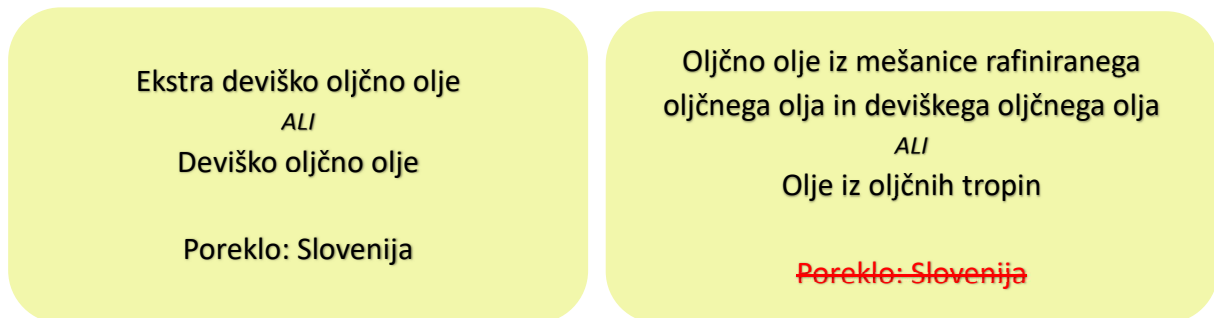 Ekstra deviško oljčno olje
ALI
Deviško oljčno olje
Poreklo: Slovenija
Oljčno olje iz mešanice rafiniranega
oljčnega olja in deviškega oljčnega olja
ALI
Olje iz oljčnih tropin
Poreklo: Slovenija